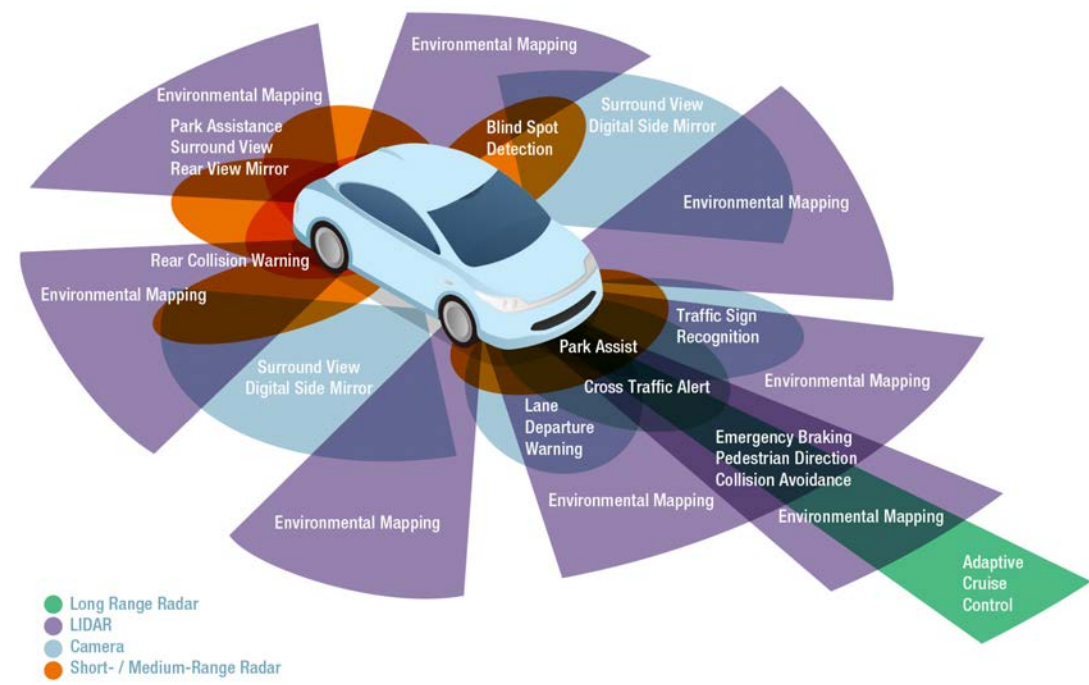 Environmental Mapping
Environmental Mapping
Park Assistance
Surround View
Rear View Mirror
Blind Spot
Detection
Surround View
Digital Side Mirror
Environmental Mapping
Rear Collision Warning
Environmental Mapping
Traffic Sign
Recognition
Park Assist
Surround View
Digital Side Mirror
Cross Traffic Alert
Environmental Mapping
Lane
Departure
Warning
Emergency Braking
Pedestrian Direction
Collision Avoidance
Environmental Mapping
Environmental Mapping
Environmental Mapping
Adaptive
Cruise
Control
Long Range Radar
LIDAR
Camera
Short- / Medium-Range Radar